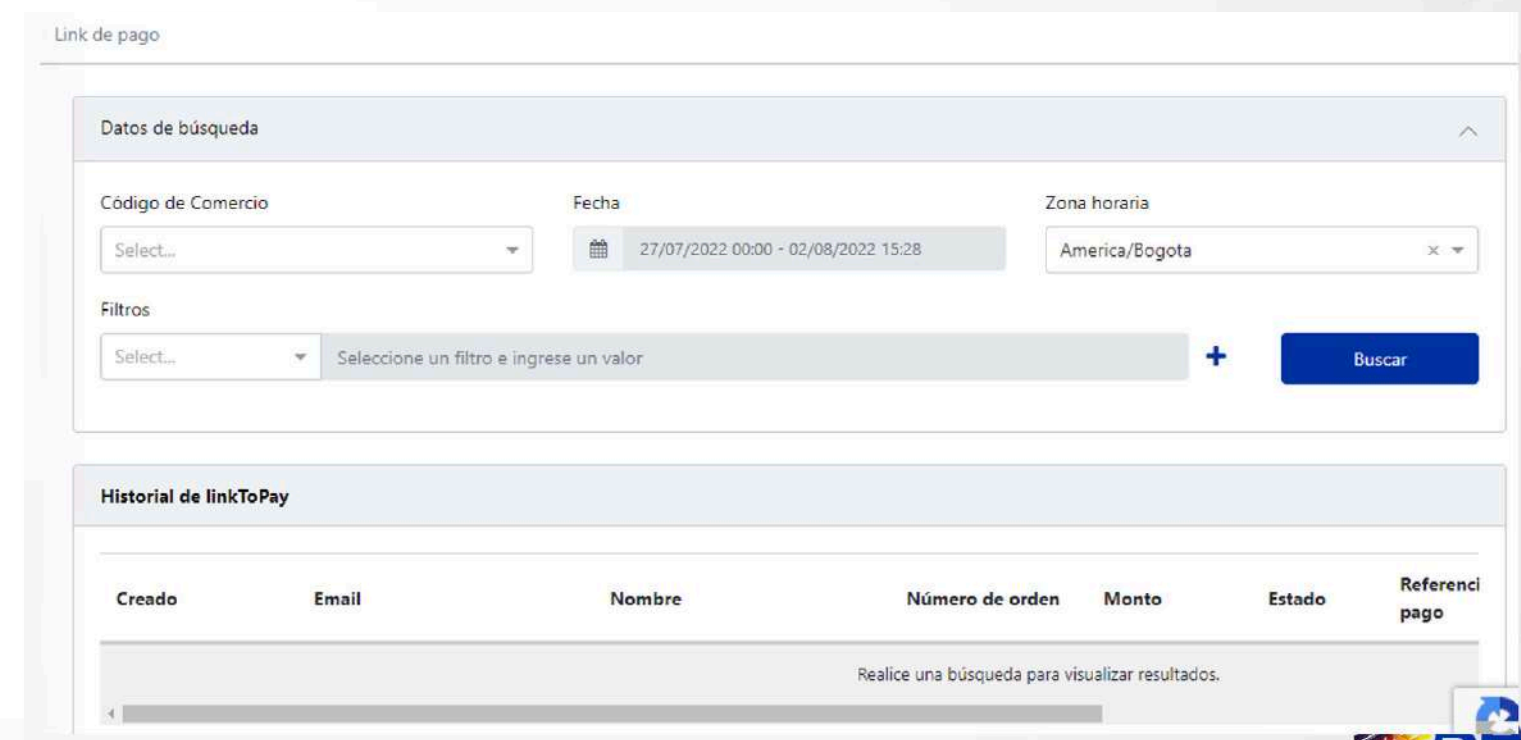 Link de pago
Datos de búsqueda
Código de Comercio
Fecha
Zona horaria
Select...
27/07/2022 00:00 - 02/08/2022 15:28
America/Bogota
Filtros
Select...
Seleccione un filtro e ingrese un valor
Buscar
Historial de linkToPay
Creado
Email
Nombre
Número de orden
Monto
Estado
Referenci
pago
Realice una búsqueda para visualizar resultados.